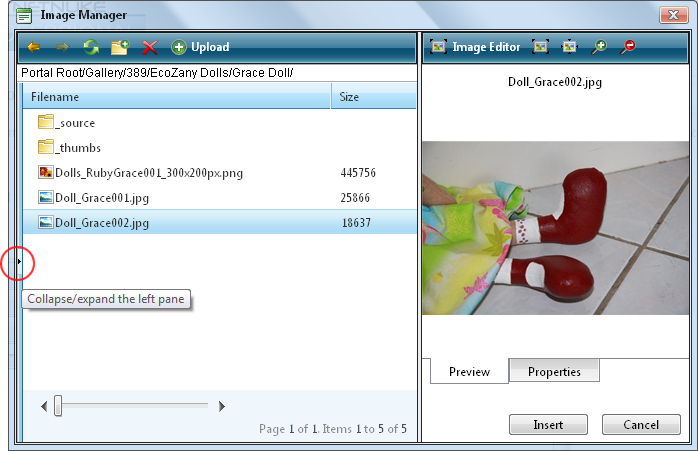 NETNUKE
Image Manager
Upload
Image Editor
Portal Root/Gallery/389/EcoZany Dolls/Grace Doll/
Filename
Size
Doll_Grace002.jpg
_source
_thumbs
Dolls_RubyGrace001_300x200px.png
445756
Doll_Grace001.jpg
25866
Doll_Grace002.jpg
18637
Collapse/expand the left pane
Preview
Properties
Page 1 of 1. Items 1 to 5 of 5
Insert
Cancel